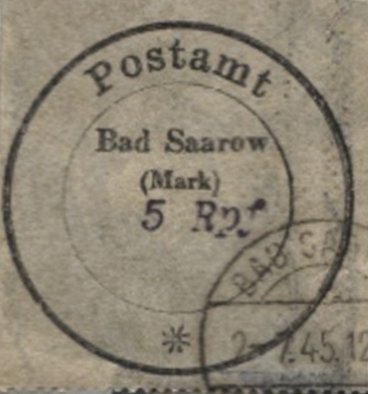 Postamt
Bad Saarow
(Mark)
5 Rpf
*
BAD SA
2-7.45.12